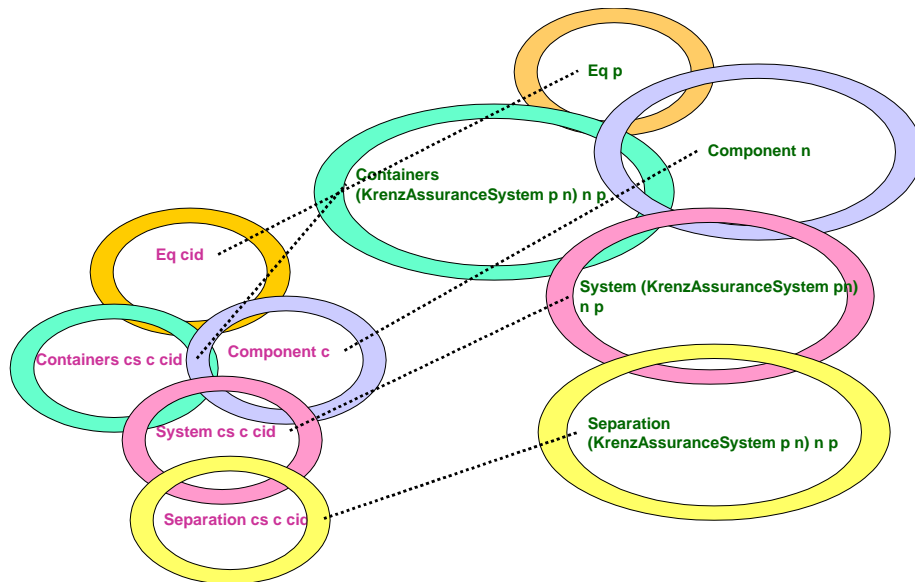 Eq p
Component n
Containers
(KrenzAssuranceSystem p n) n p
Eq cid
System (KrenzAssuranceSystem pn)
n p
Containers cs c cid
Component c
System cs c cid
Separation
(KrenzAssuranceSystem p n) n p
Separation cs c cid